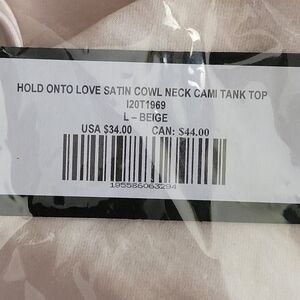 HOLD ONTO LOVE SATIN COWL NECK CAMI TANK TOP
I20T1969
L – BEIGE
USA $34.00 CAN: $44.00
195586063294